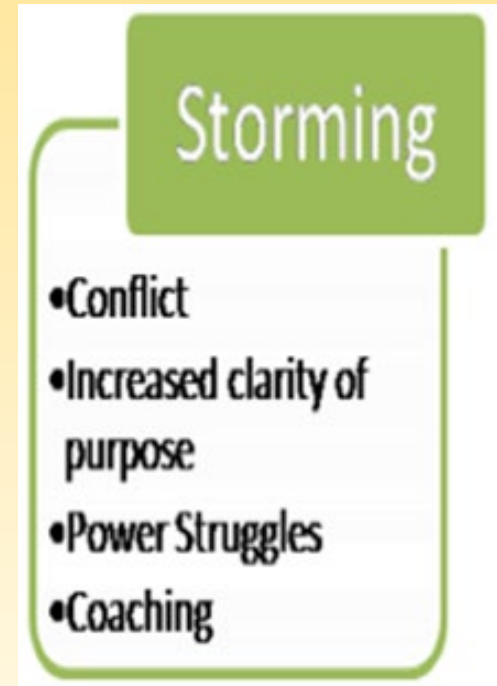 Storming
•Conflict
•Increased clarity of
purpose
•Power Struggles
•Coaching